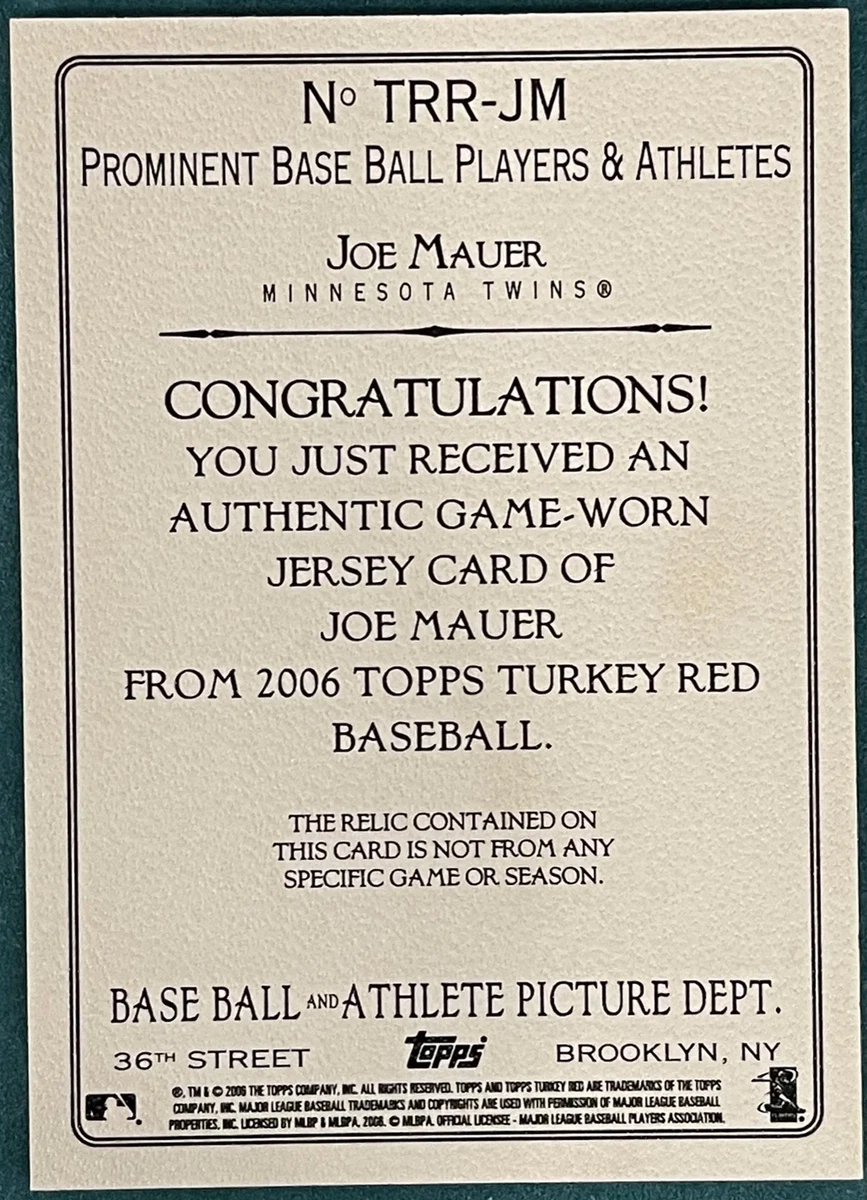 Nº TRR-JM
PROMINENT BASE BALL PLAYERS & ATHLETES
JOE MAUER
MINNESOTA TWINS®
CONGRATULATIONS!
YOU JUST RECEIVED AN
AUTHENTIC GAME-WORN
JERSEY CARD OF
JOE MAUER
FROM 2006 TOPPS TURKEY RED
BASEBALL.
THE RELIC CONTAINED ON
THIS CARD IS NOT FROM ANY
SPECIFIC GAME OR SEASON.
BASE BALL AND ATHLETE PICTURE DEPT.
36TH STREET topps BROOKLYN, NY
®, TM & © 2006 THE TOPPS COMPANY, INC. ALL RIGHTS RESERVED. TOPPS AND TOPPS TURKEY RED ARE TRADEMARKS OF THE TOPPS
COMPANY, INC. MAJOR LEAGUE BASEBALL TRADEMARKS AND COPYRIGHTS ARE USED WITH PERMISSION OF MAJOR LEAGUE BASEBALL
PROPERTIES, INC. LICENSED BY MLBP & MLBPA, 2006. © MLBPA. OFFICIAL LICENSEE - MAJOR LEAGUE BASEBALL PLAYERS ASSOCIATION.